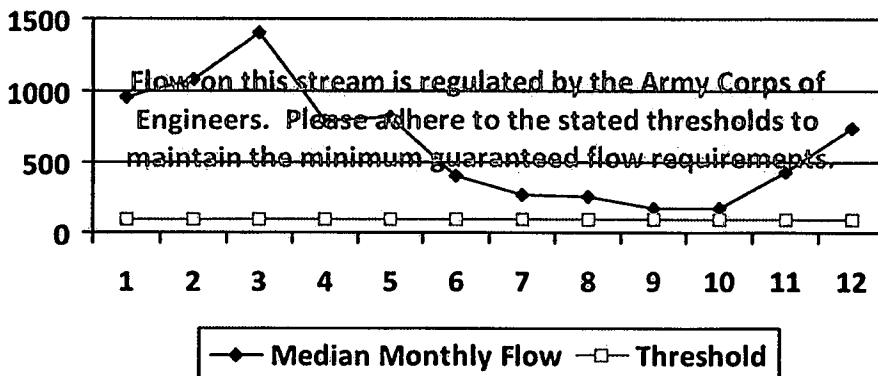 1500
1000
500
0
Flow on this stream is regulated by the Army Corps of
Engineers. Please adhere to the stated thresholds to
maintain the minimum guaranteed flow requirements.
1 2 3 4 5 6 7 8 9 10 11 12
Median Monthly Flow Threshold